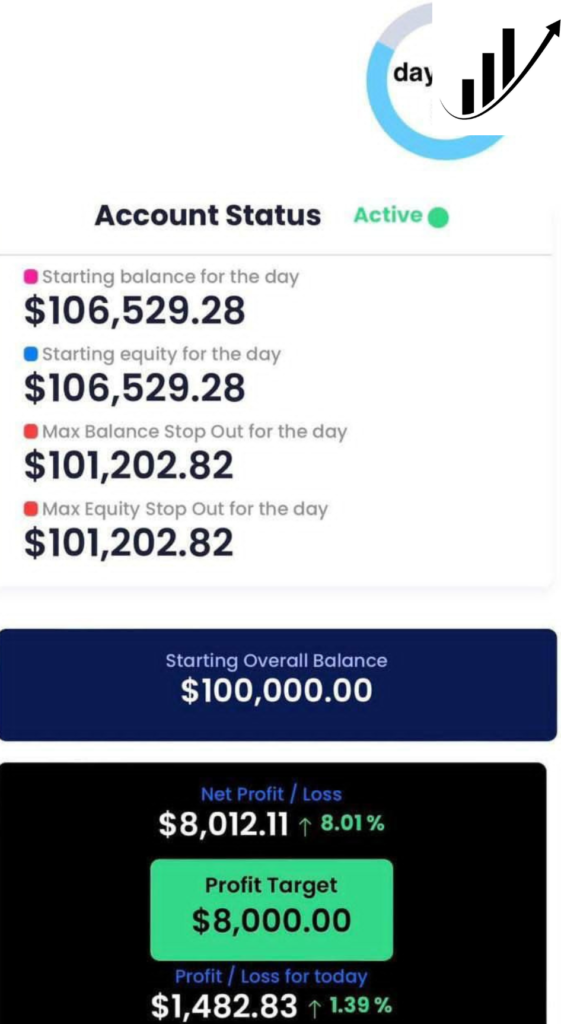 day
Account Status Active
Starting balance for the day
$106,529.28
Starting equity for the day
$106,529.28
Max Balance Stop Out for the day
$101,202.82
Max Equity Stop Out for the day
$101,202.82
Starting Overall Balance
$100,000.00
Net Profit / Loss
$8,012.11 ↑ 8.01%
Profit Target
$8,000.00
Profit / Loss for today
$1,482.83 ↑ 1.39%